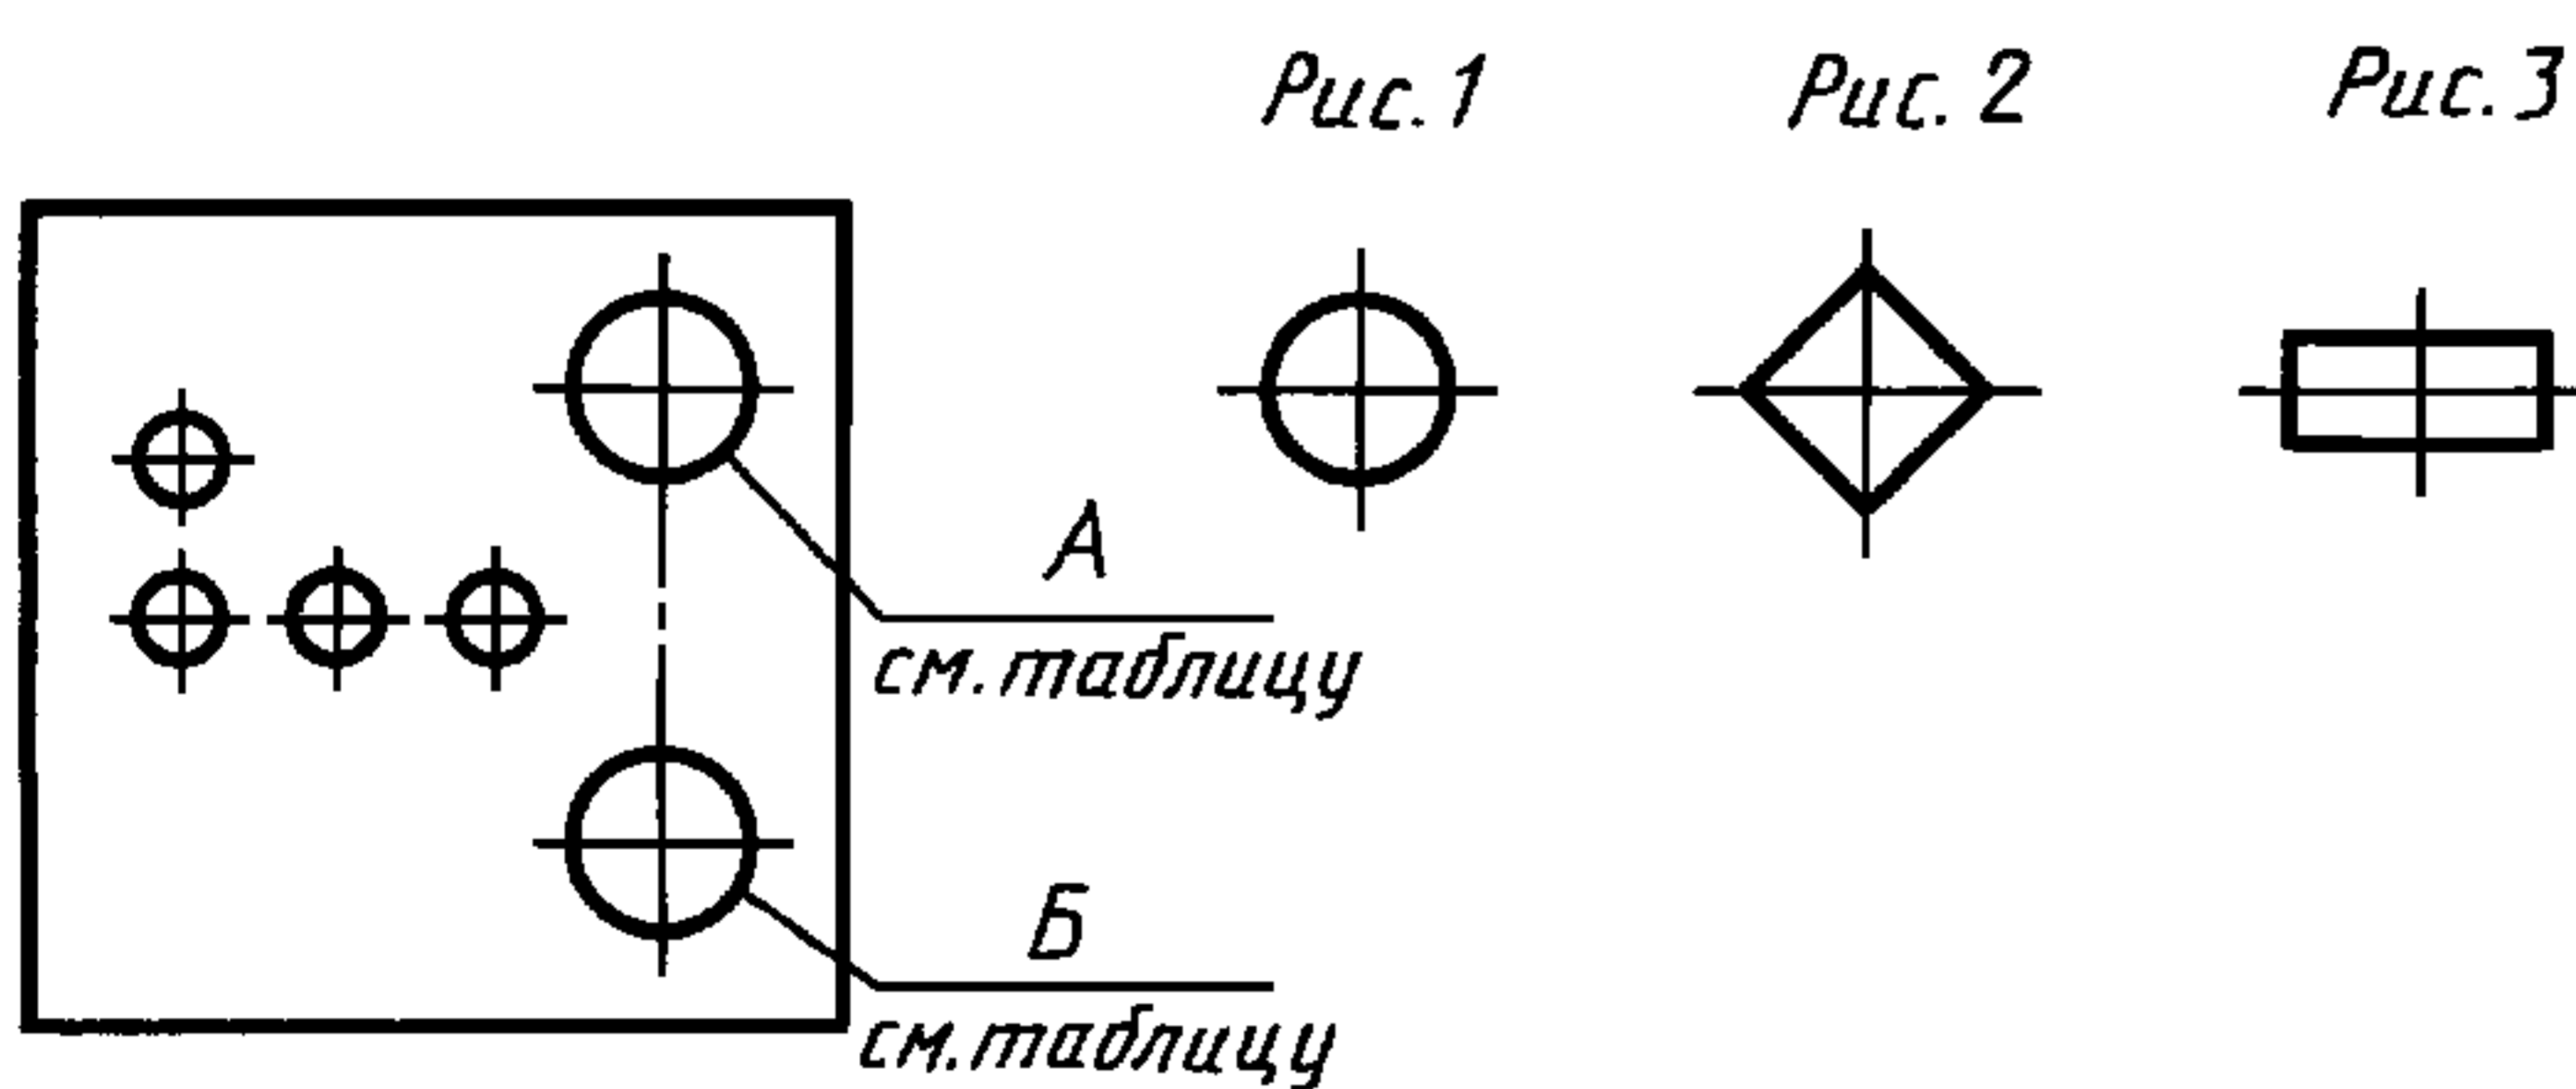 Рис. 1
Рис. 2
Рис. 3
А
см. таблицу
Б
см. таблицу